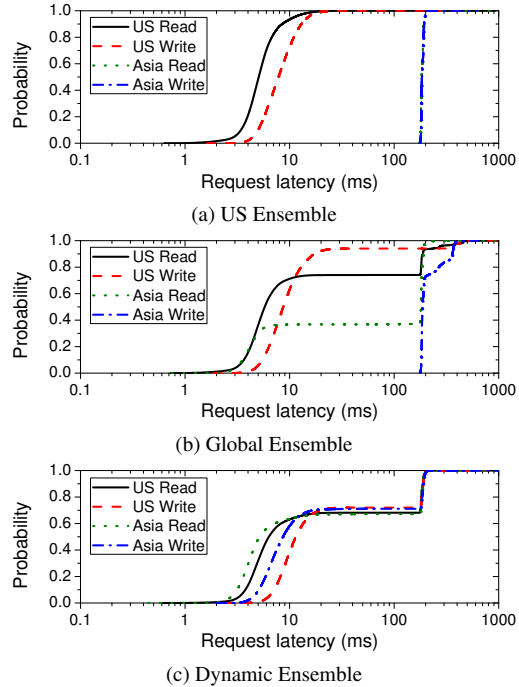 Probability
1.0
0.8
0.6
0.4
0.2
0.0
US Read
US Write
Asia Read
Asia Write
0.1 1 10 100 1000
Request latency (ms)
(a) US Ensemble
Probability
1.0
0.8
0.6
0.4
0.2
0.0
US Read
US Write
Asia Read
Asia Write
0.1 1 10 100 1000
Request latency (ms)
(b) Global Ensemble
Probability
1.0
0.8
0.6
0.4
0.2
0.0
US Read
US Write
Asia Read
Asia Write
0.1 1 10 100 1000
Request latency (ms)
(c) Dynamic Ensemble